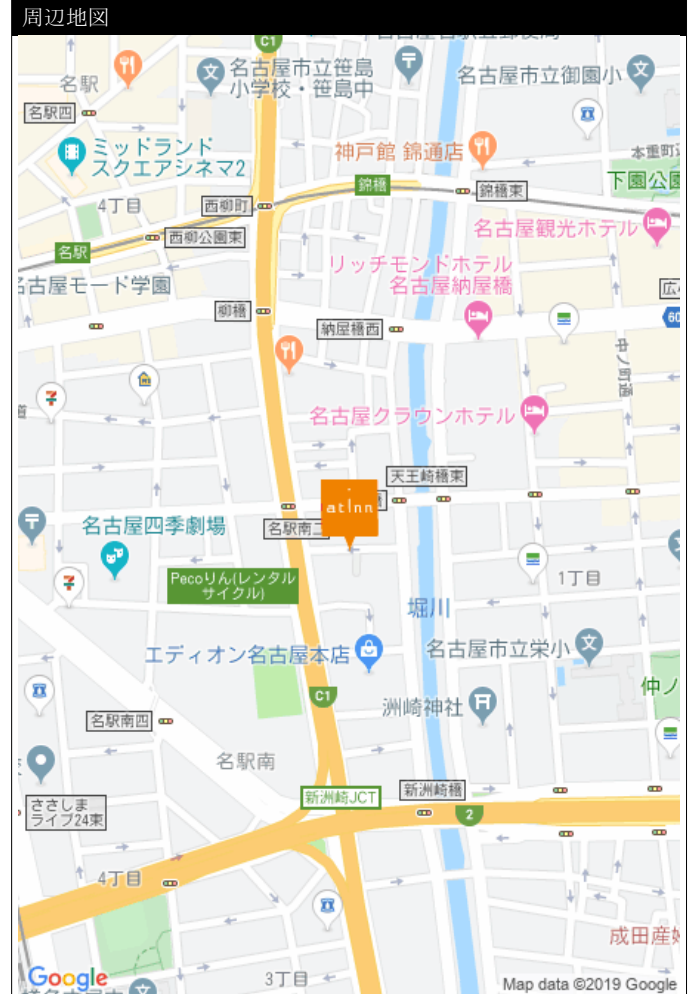 周辺地図
C1
名古屋市立笹島
小学校・笹島中
名古屋市立御園小
名駅
名駅四
ミッドランド
スクエアシネマ2
神戸館 錦通店
本重町
下園公園
錦橋
錦橋東
4丁目
西柳町
西柳公園東
名古屋観光ホテル
名駅
リッチモンドホテル
名古屋納屋橋
名古屋モード学園
広
柳橋
納屋橋西
60
中ノ町通
名古屋クラウンホテル
天王崎橋東
at Inn
名古屋四季劇場
名駅南二
Pecoりん(レンタル
サイクル)
1丁目
堀川
エディオン名古屋本店
名古屋市立栄小
仲ノ
C1
洲崎神社
名駅南四
名駅南
新洲崎JCT
新洲崎橋
ささしま
ライブ24東
2
4丁目
成田産
3丁目
Google
Map data ©2019 Google